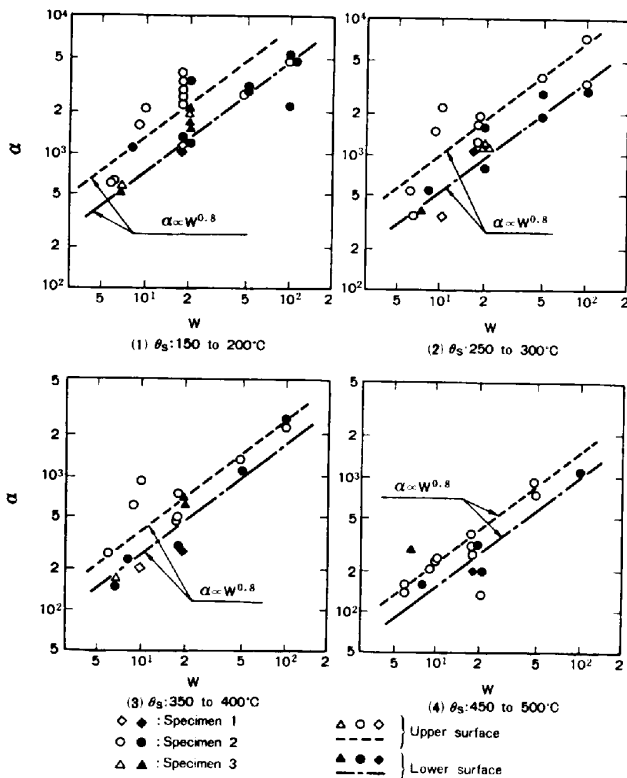 10⁴
5
2
10³
5
2
10²
α
5 10¹ 2 5 10² 2
W
α∝W⁰·⁸
(1) θs:150 to 200°C
10⁴
5
2
10³
5
2
10²
5 10¹ 2 5 10² 2
W
α∝W⁰·⁸
(2) θs:250 to 300°C
5
2
10³
5
2
10²
5
α
5 10¹ 2 5 10² 2
W
α∝W⁰·⁸
(3) θs:350 to 400°C
5
2
10³
5
2
10²
5
5 10¹ 2 5 10² 2
W
α∝W⁰·⁸
(4) θs:450 to 500°C
◇ ◆ : Specimen 1
○ ● : Specimen 2
△ ▲ : Specimen 3
△ ○ ◇ } Upper surface
▲ ● ◆ } Lower surface